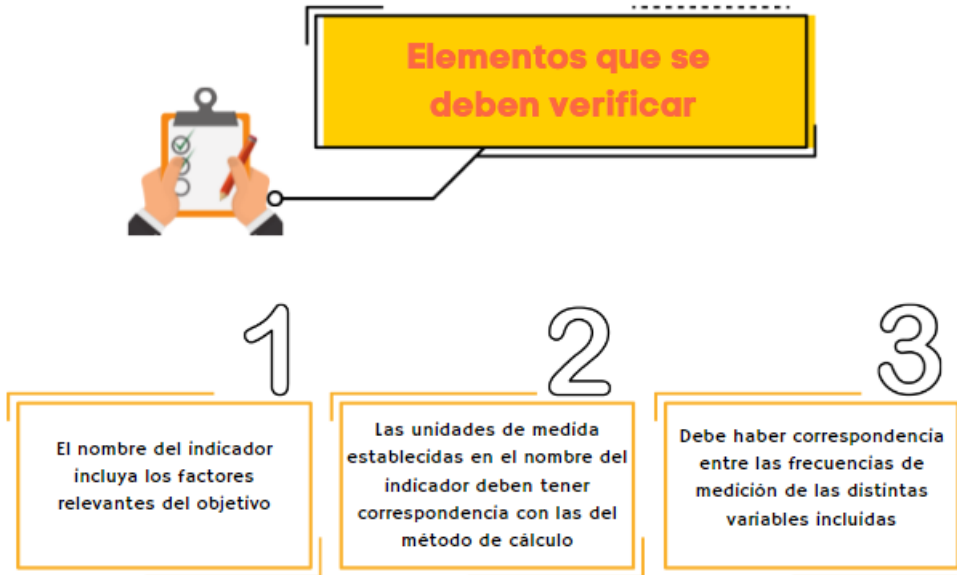 Elementos que se
deben verificar
1
El nombre del indicador
incluya los factores
relevantes del objetivo
2
Las unidades de medida
establecidas en el nombre del
indicador deben tener
correspondencia con las del
método de cálculo
3
Debe haber correspondencia
entre las frecuencias de
medición de las distintas
variables incluidas